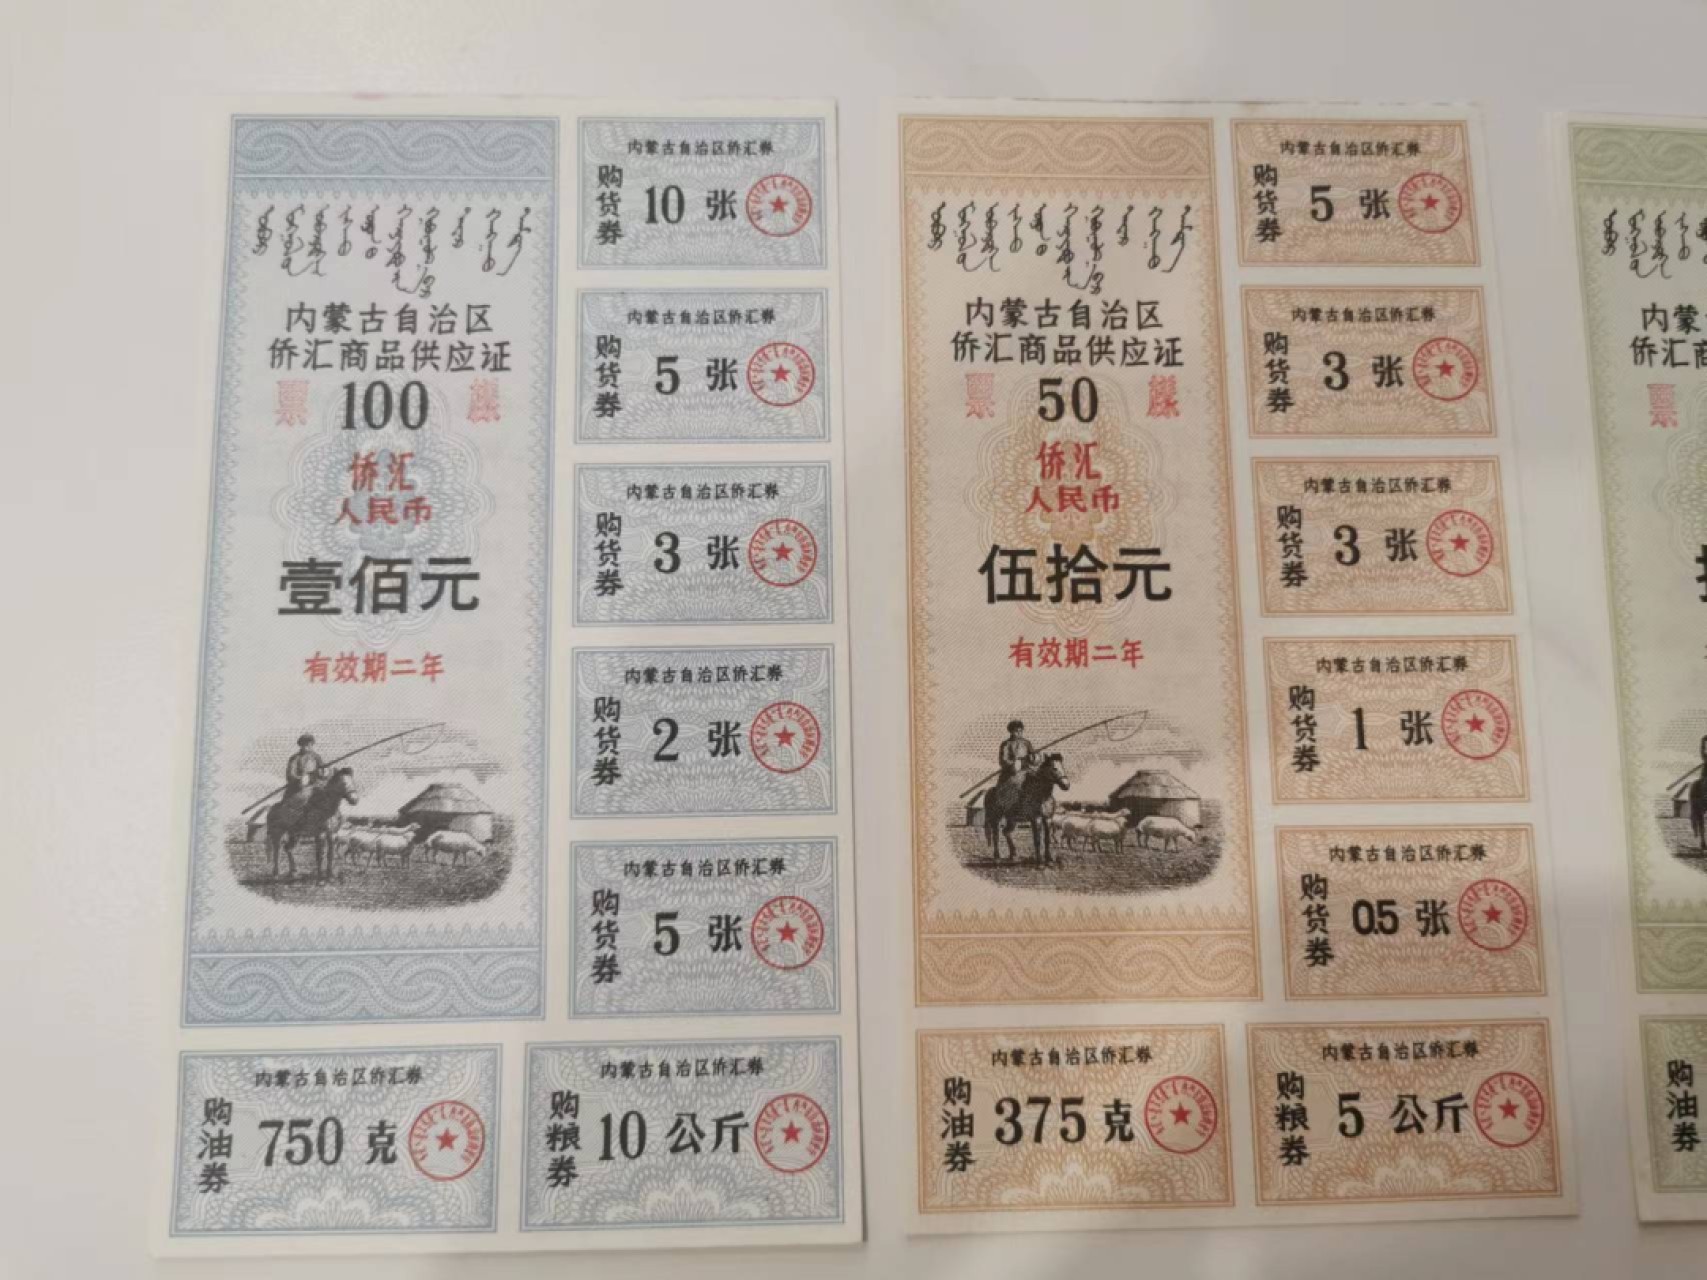 内蒙古自治区
侨汇商品供应证
票 100 樣
侨汇
人民币
壹佰元
有效期二年
内蒙古自治区侨汇券
购货券 10 张
内蒙古自治区侨汇券
购货券 5 张
内蒙古自治区侨汇券
购货券 3 张
内蒙古自治区侨汇券
购货券 2 张
内蒙古自治区侨汇券
购货券 5 张
内蒙古自治区侨汇券
购油券 750 克
内蒙古自治区侨汇券
购粮券 10 公斤
内蒙古自治区
侨汇商品供应证
票 50 樣
侨汇
人民币
伍拾元
有效期二年
内蒙古自治区侨汇券
购货券 5 张
内蒙古自治区侨汇券
购货券 3 张
内蒙古自治区侨汇券
购货券 3 张
内蒙古自治区侨汇券
购货券 1 张
内蒙古自治区侨汇券
购货券 0.5 张
内蒙古自治区侨汇券
购油券 375 克
内蒙古自治区侨汇券
购粮券 5 公斤
内蒙
侨汇商
票
购油券